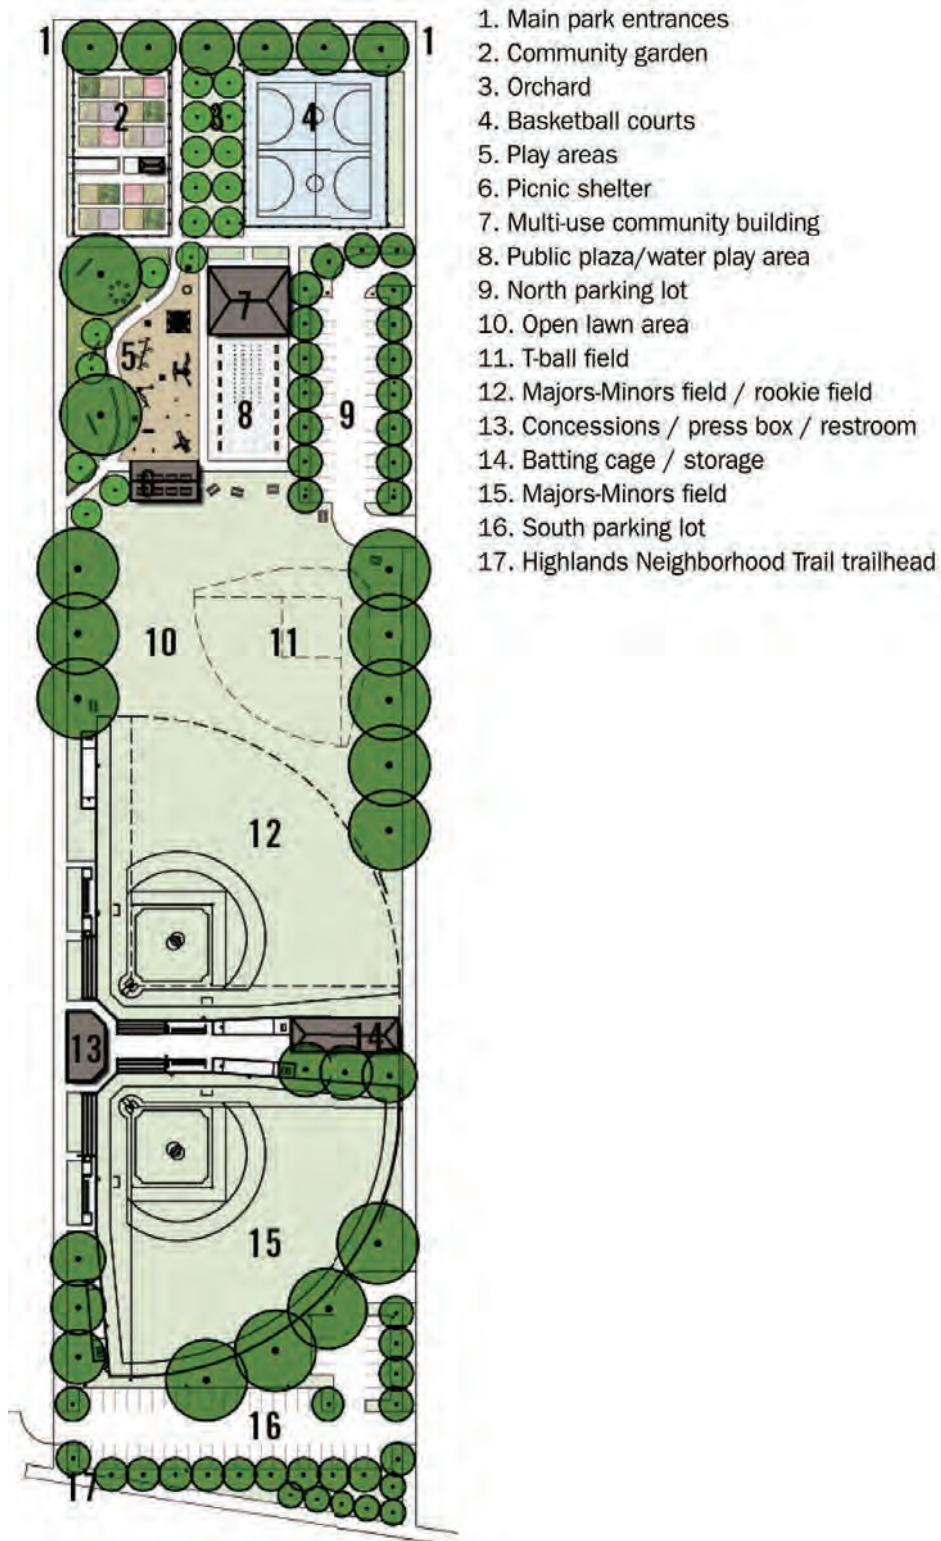 1 1
2
3
4
5
7
8
9
6
10
11
12
13
14
15
16
17
1. Main park entrances
2. Community garden
3. Orchard
4. Basketball courts
5. Play areas
6. Picnic shelter
7. Multi-use community building
8. Public plaza/water play area
9. North parking lot
10. Open lawn area
11. T-ball field
12. Majors-Minors field / rookie field
13. Concessions / press box / restroom
14. Batting cage / storage
15. Majors-Minors field
16. South parking lot
17. Highlands Neighborhood Trail trailhead